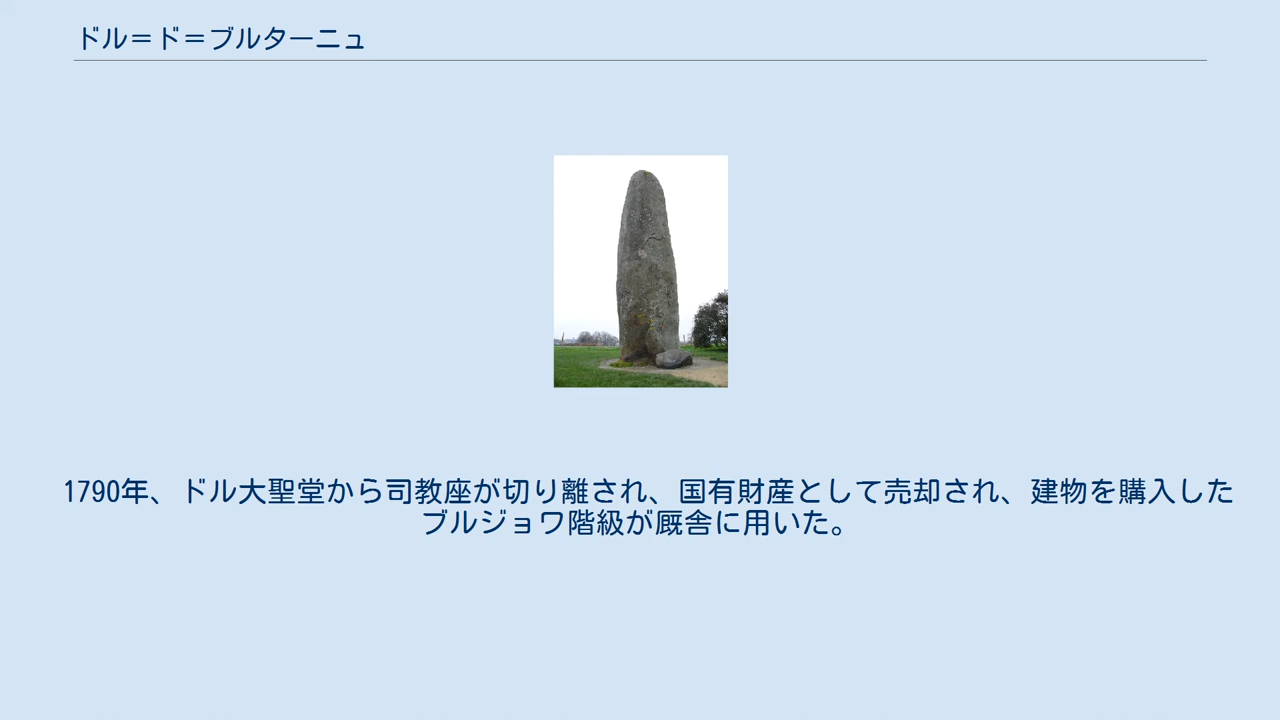 ドル＝ド＝ブルターニュ
1790年、ドル大聖堂から司教座が切り離され、国有財産として売却され、建物を購入した
ブルジョワ階級が厩舎に用いた。